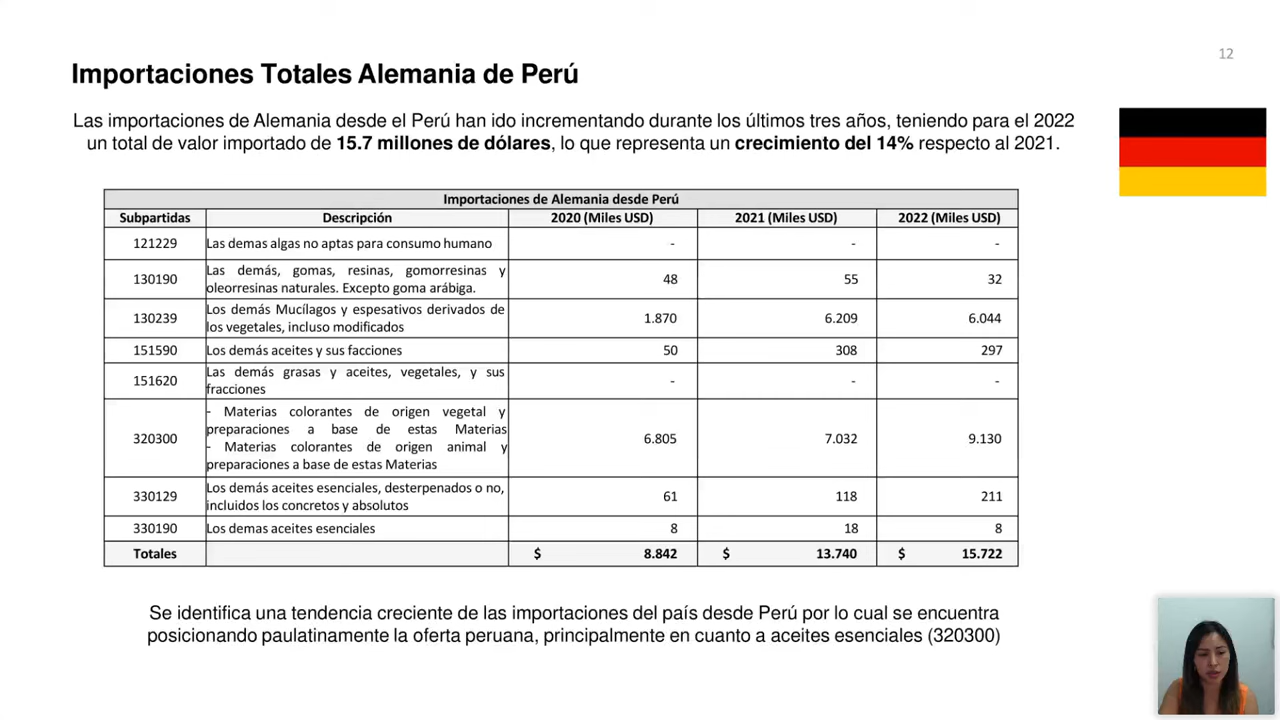 12
Importaciones Totales Alemania de Perú
Las importaciones de Alemania desde el Perú han ido incrementando durante los últimos tres años, teniendo para el 2022
un total de valor importado de 15.7 millones de dólares, lo que representa un crecimiento del 14% respecto al 2021.
Importaciones de Alemania desde Perú
Subpartidas Descripción 2020 (Miles USD) 2021 (Miles USD) 2022 (Miles USD)
121229 Las demas algas no aptas para consumo humano - - -
130190 Las demás, gomas, resinas, gomorresinas y
oleorresinas naturales. Excepto goma arábiga. 48 55 32
130239 Los demás Mucílagos y espesativos derivados de
los vegetales, incluso modificados 1.870 6.209 6.044
151590 Los demás aceites y sus facciones 50 308 297
151620 Las demás grasas y aceites, vegetales, y sus
fracciones - - -
320300 - Materias colorantes de origen vegetal y
preparaciones a base de estas Materias
- Materias colorantes de origen animal y
preparaciones a base de estas Materias 6.805 7.032 9.130
330129 Los demás aceites esenciales, desterpenados o no,
incluidos los concretos y absolutos 61 118 211
330190 Los demas aceites esenciales 8 18 8
Totales $ 8.842 $ 13.740 $ 15.722
Se identifica una tendencia creciente de las importaciones del país desde Perú por lo cual se encuentra
posicionando paulatinamente la oferta peruana, principalmente en cuanto a aceites esenciales (320300)